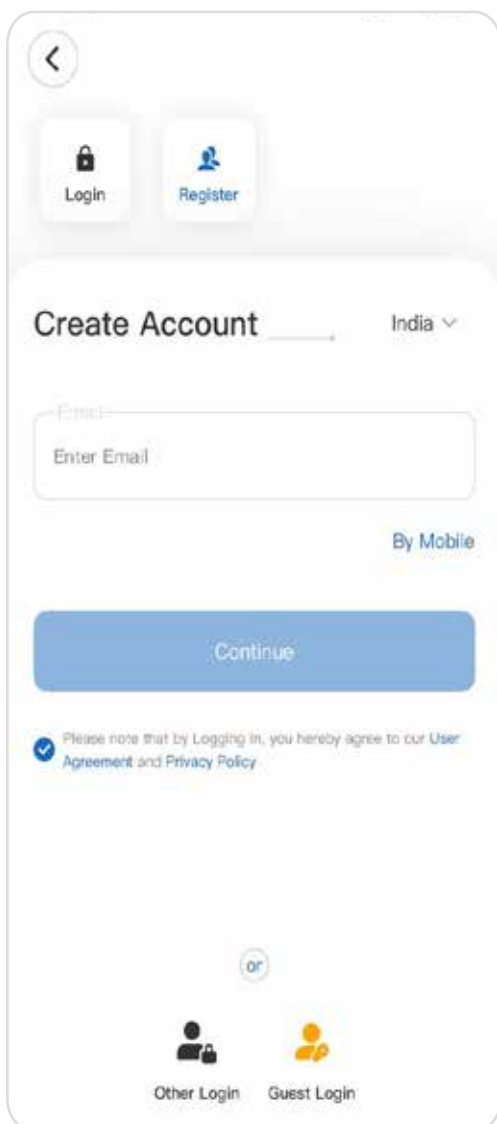 Login
Register
Create Account
India
Email
Enter Email
By Mobile
Continue
Please note that by Logging in, you hereby agree to our User
Agreement and Privacy Policy
or
Other Login
Guest Login